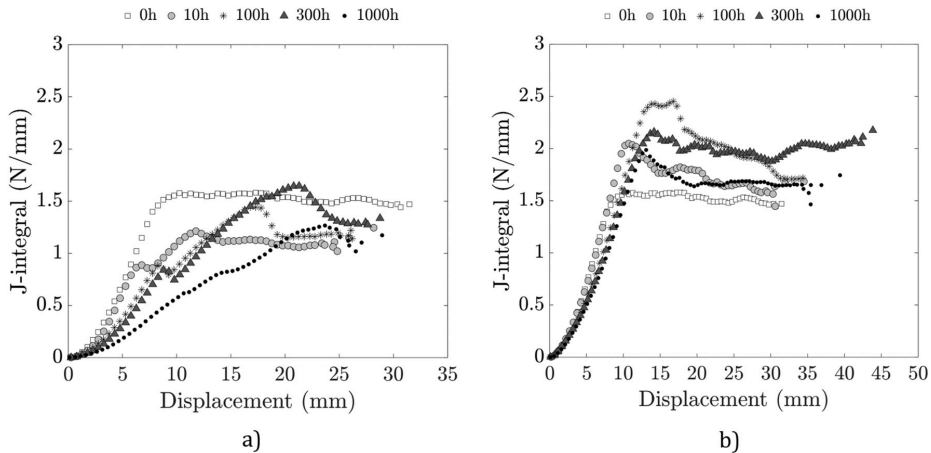 0h 10h 100h 300h 1000h
3
2.5
2
1.5
1
0.5
0
J-integral (N/mm)
0 5 10 15 20 25 30 35
Displacement (mm)
a)
0h 10h 100h 300h 1000h
3
2.5
2
1.5
1
0.5
0
J-integral (N/mm)
0 5 10 15 20 25 30 35 40 45 50
Displacement (mm)
b)